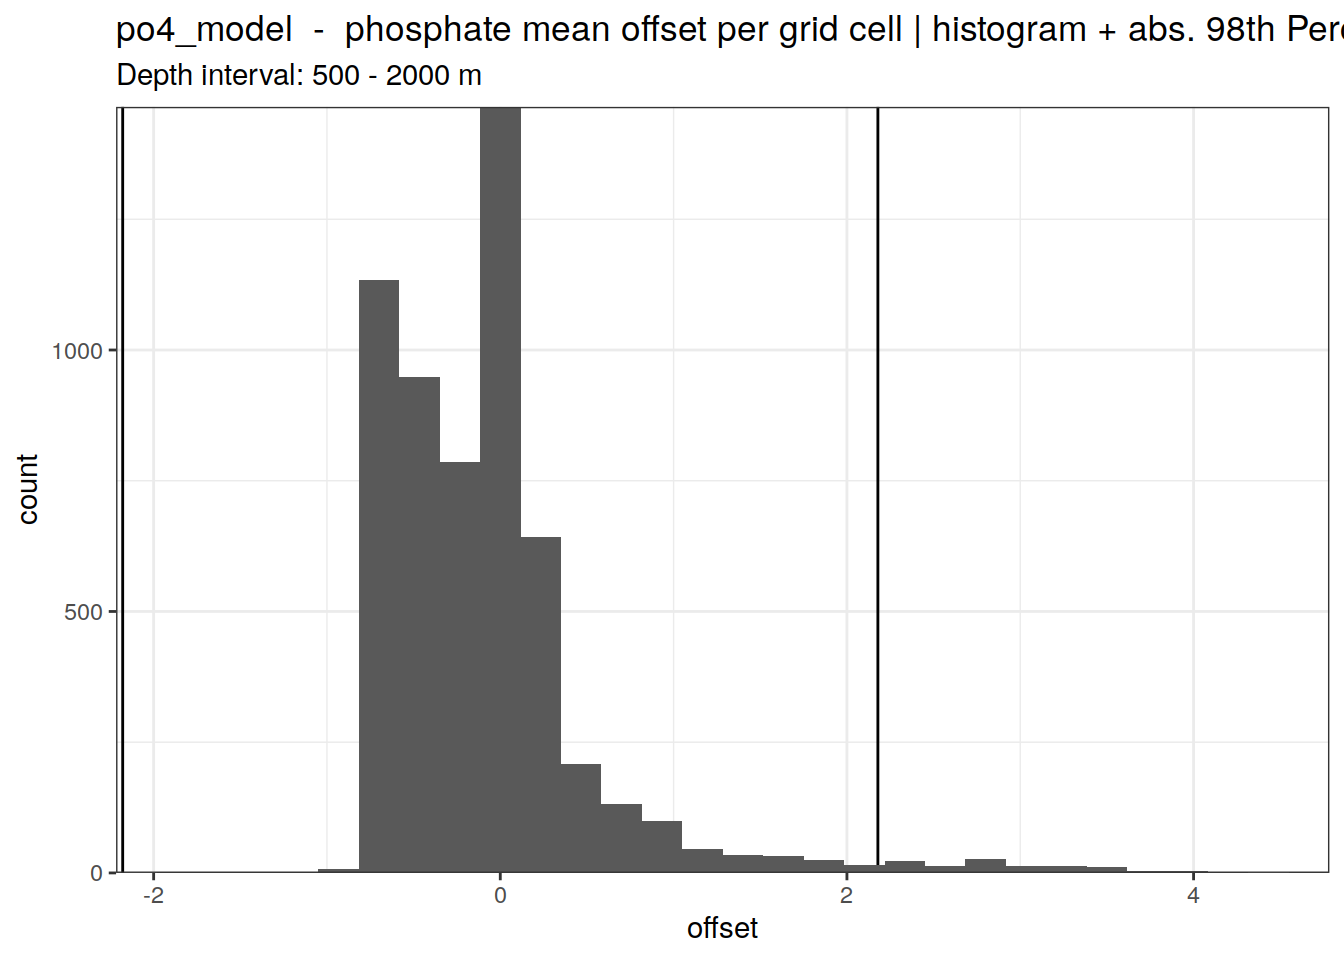 po4_model  -  phosphate mean offset per grid cell | histogram + abs. 98th
Depth interval: 500 - 2000 m
1000
500
0
count
-2
0
2
4
offset